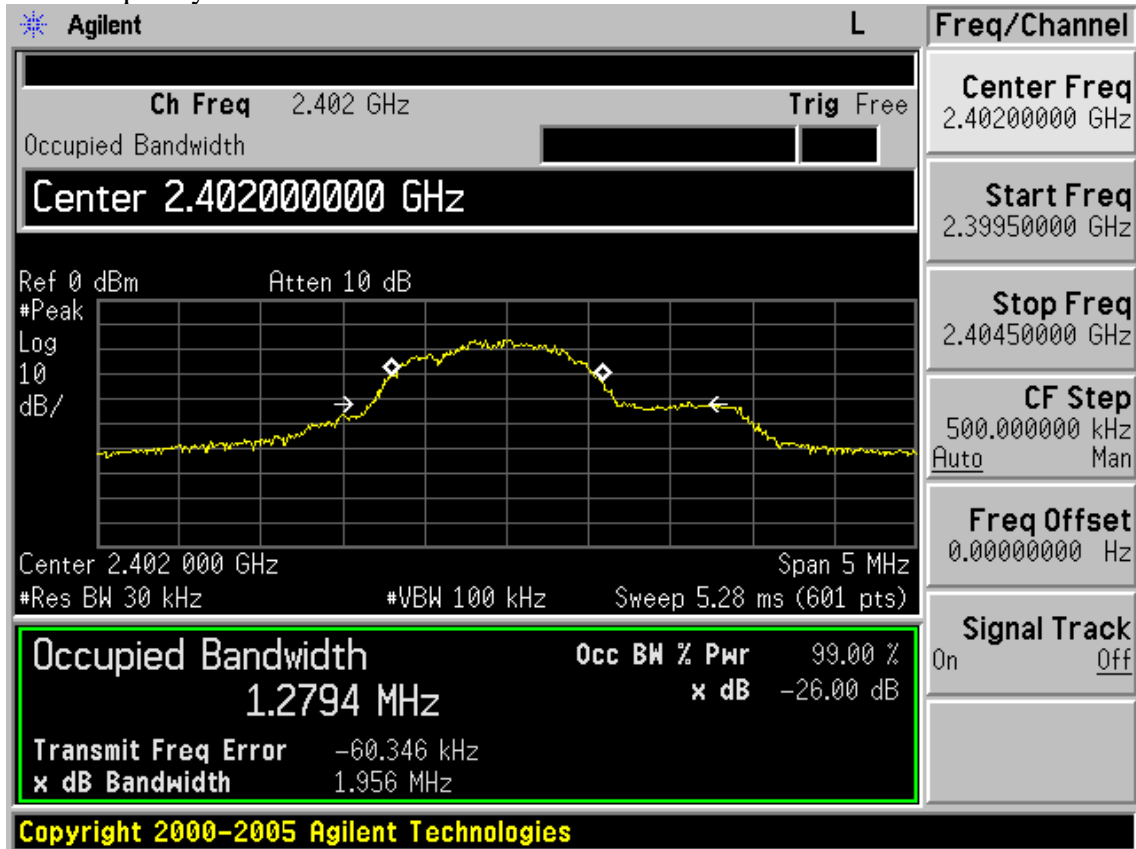 Agilent L Freq/Channel
Ch Freq 2.402 GHz Trig Free
Occupied Bandwidth
Center 2.402000000 GHz
Ref 0 dBm Atten 10 dB
#Peak
Log
10
dB/
Center 2.402 000 GHz Span 5 MHz
#Res BW 30 kHz #VBW 100 kHz Sweep 5.28 ms (601 pts)
Occupied Bandwidth Occ BW % Pwr 99.00 %
1.2794 MHz x dB -26.00 dB
Transmit Freq Error -60.346 kHz
x dB Bandwidth 1.956 MHz
Center Freq
2.40200000 GHz
Start Freq
2.39950000 GHz
Stop Freq
2.40450000 GHz
CF Step
500.000000 kHz
Auto Man
Freq Offset
0.00000000 Hz
Signal Track
On Off
Copyright 2000-2005 Agilent Technologies